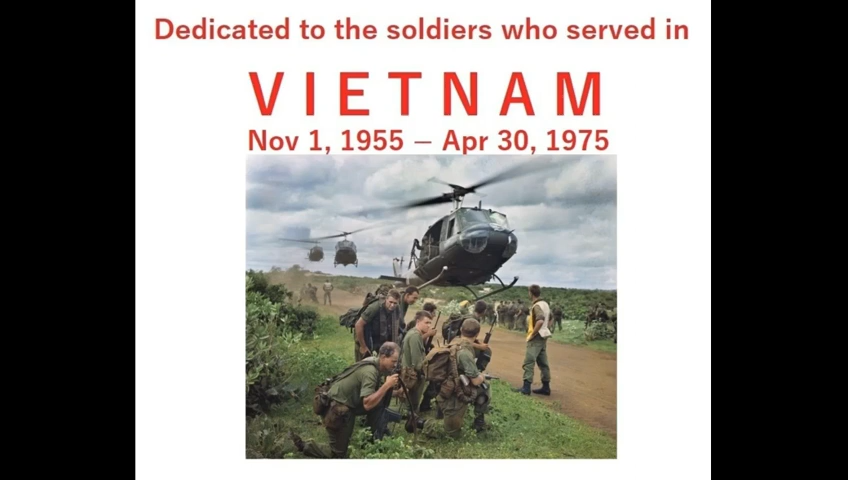 Dedicated to the soldiers who served in
VIETNAM
Nov 1, 1955 – Apr 30, 1975